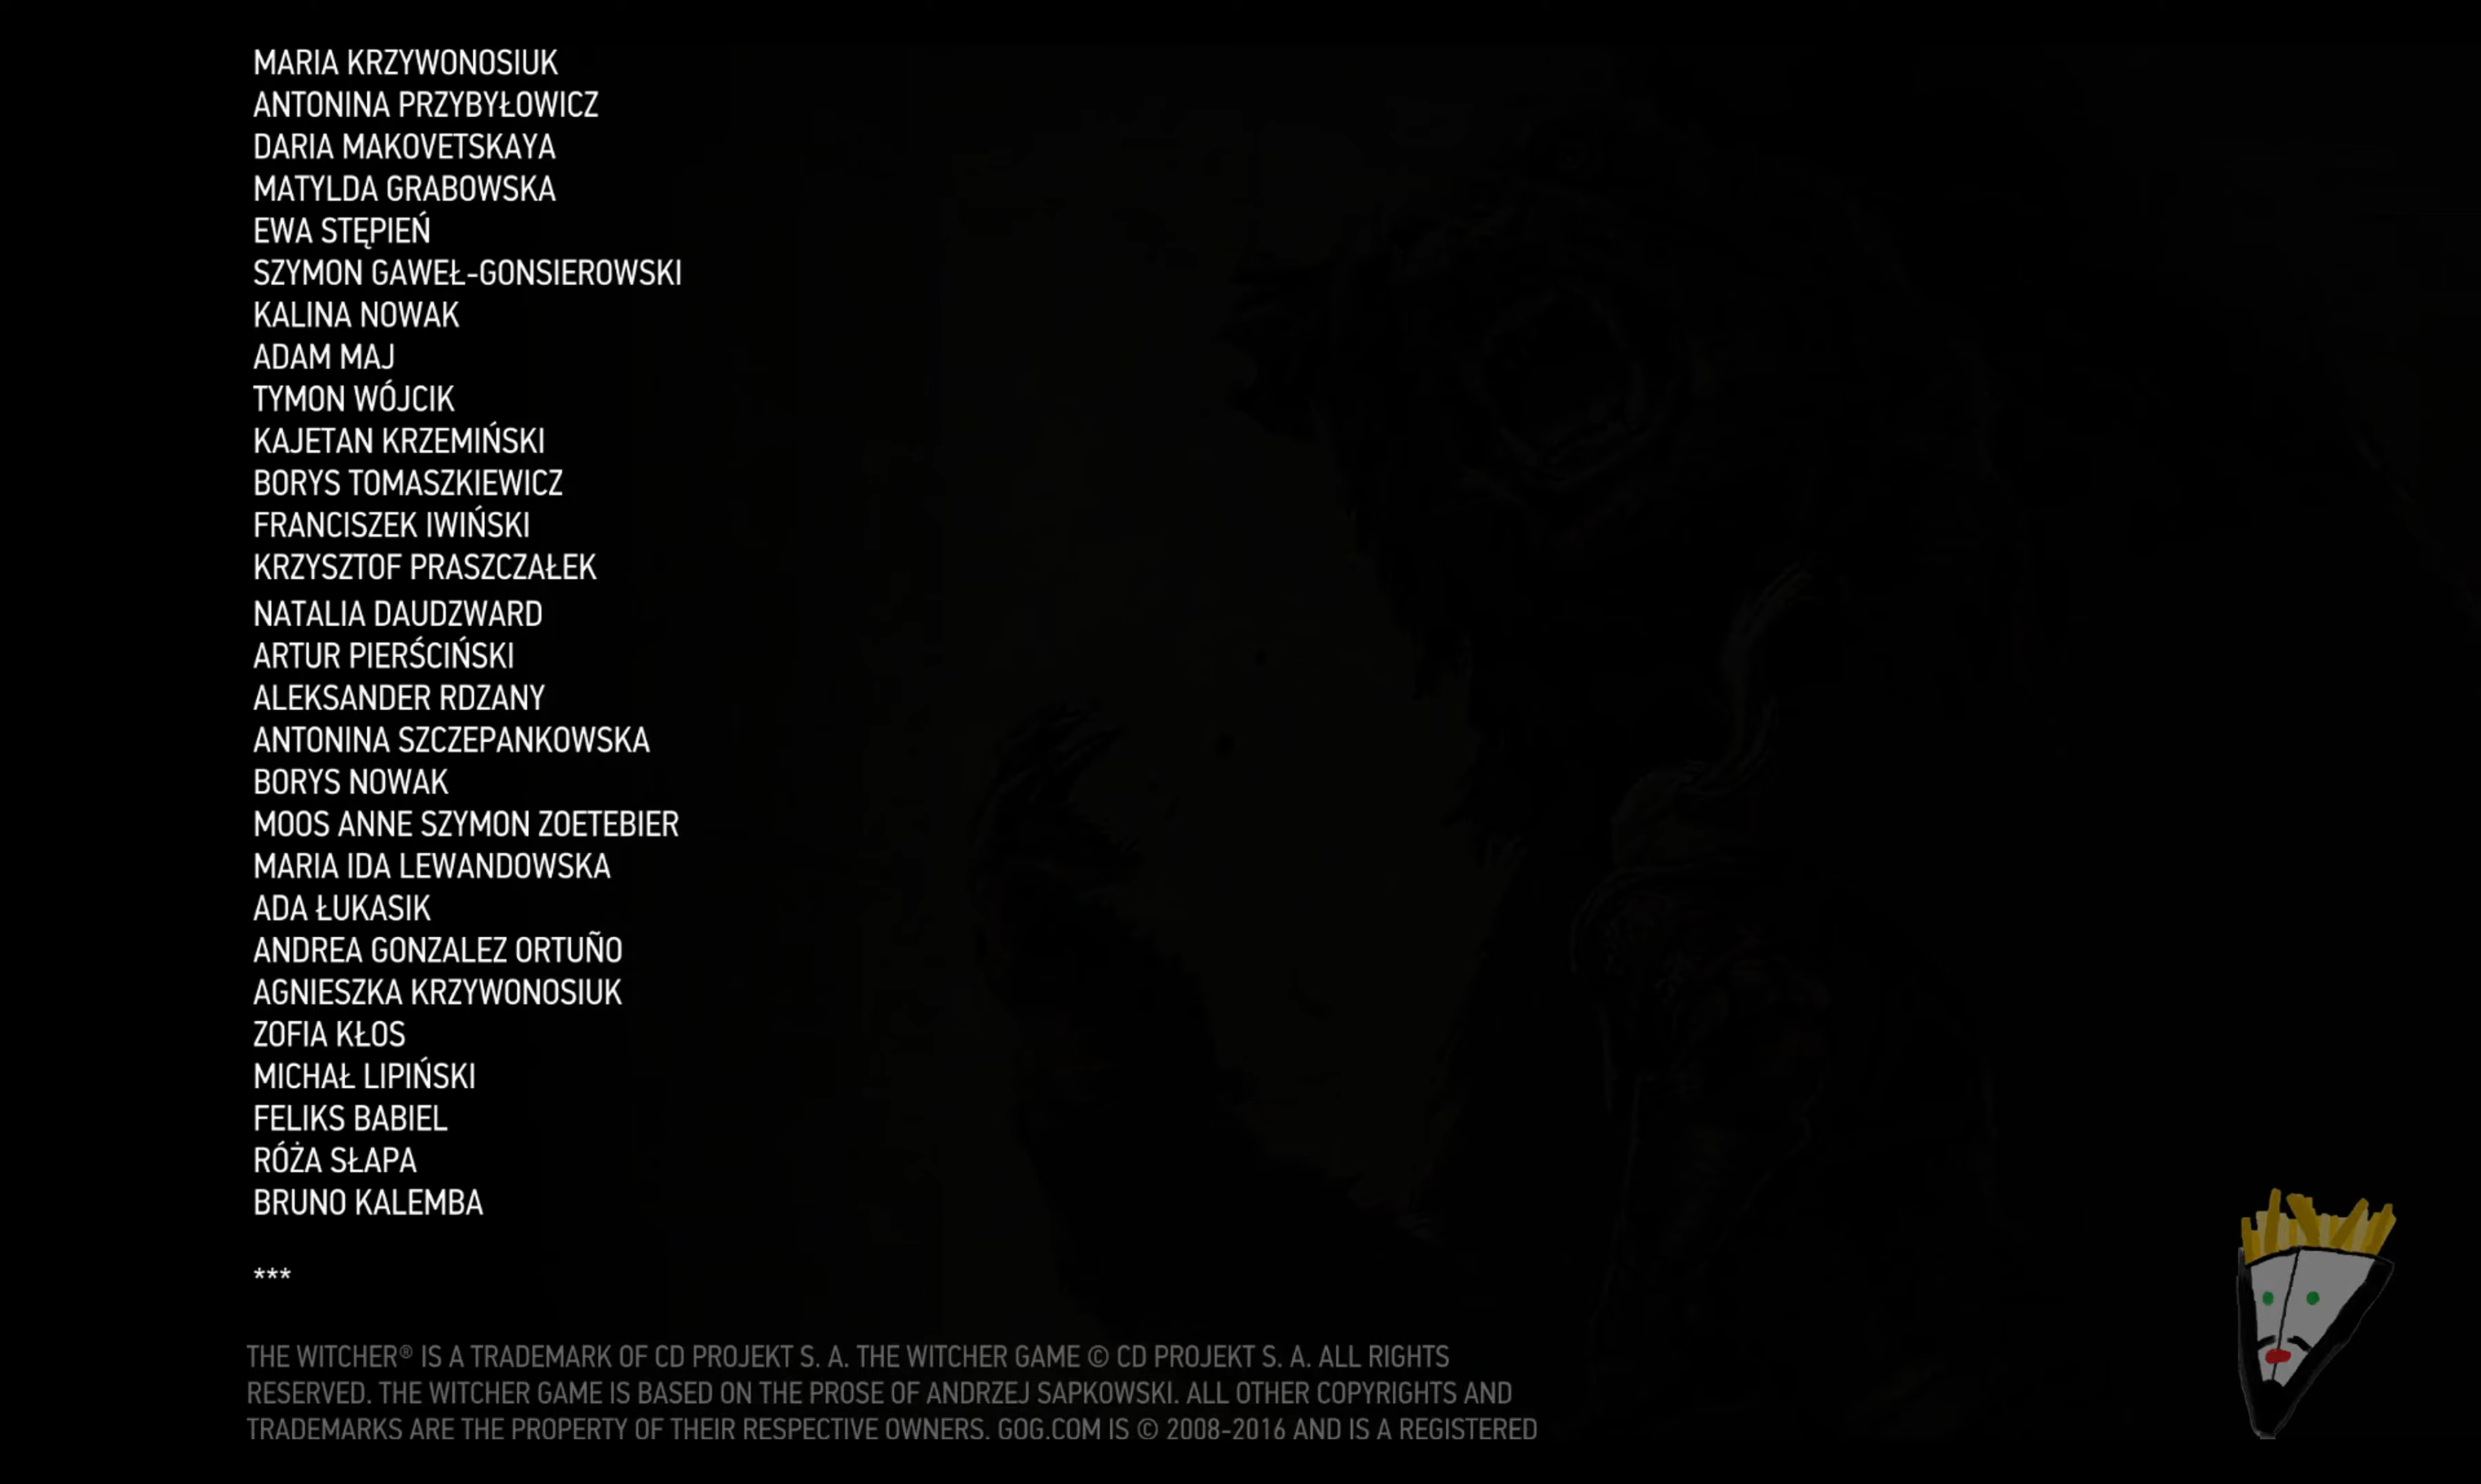 MARIA KRZYWONOSIUK
ANTONINA PRZYBYŁOWICZ
DARIA MAKOVETSKAYA
MATYLDA GRABOWSKA
EWA STĘPIEŃ
SZYMON GAWEŁ-GONSIEROWSKI
KALINA NOWAK
ADAM MAJ
TYMON WÓJCIK
KAJETAN KRZEMIŃSKI
BORYS TOMASZKIEWICZ
FRANCISZEK IWIŃSKI
KRZYSZTOF PRASZCZAŁEK
NATALIA DAUDZWARD
ARTUR PIERŚCIŃSKI
ALEKSANDER RDZANY
ANTONINA SZCZEPANKOWSKA
BORYS NOWAK
MOOS ANNE SZYMON ZOETEBIER
MARIA IDA LEWANDOWSKA
ADA ŁUKASIK
ANDREA GONZALEZ ORTUÑO
AGNIESZKA KRZYWONOSIUK
ZOFIA KŁOS
MICHAŁ LIPIŃSKI
FELIKS BABIEL
RÓŻA SŁAPA
BRUNO KALEMBA
***
THE WITCHER® IS A TRADEMARK OF CD PROJEKT S. A. THE WITCHER GAME © CD PROJEKT S. A. ALL RIGHTS
RESERVED. THE WITCHER GAME IS BASED ON THE PROSE OF ANDRZEJ SAPKOWSKI. ALL OTHER COPYRIGHTS AND
TRADEMARKS ARE THE PROPERTY OF THEIR RESPECTIVE OWNERS. GOG.COM IS © 2008-2016 AND IS A REGISTERED